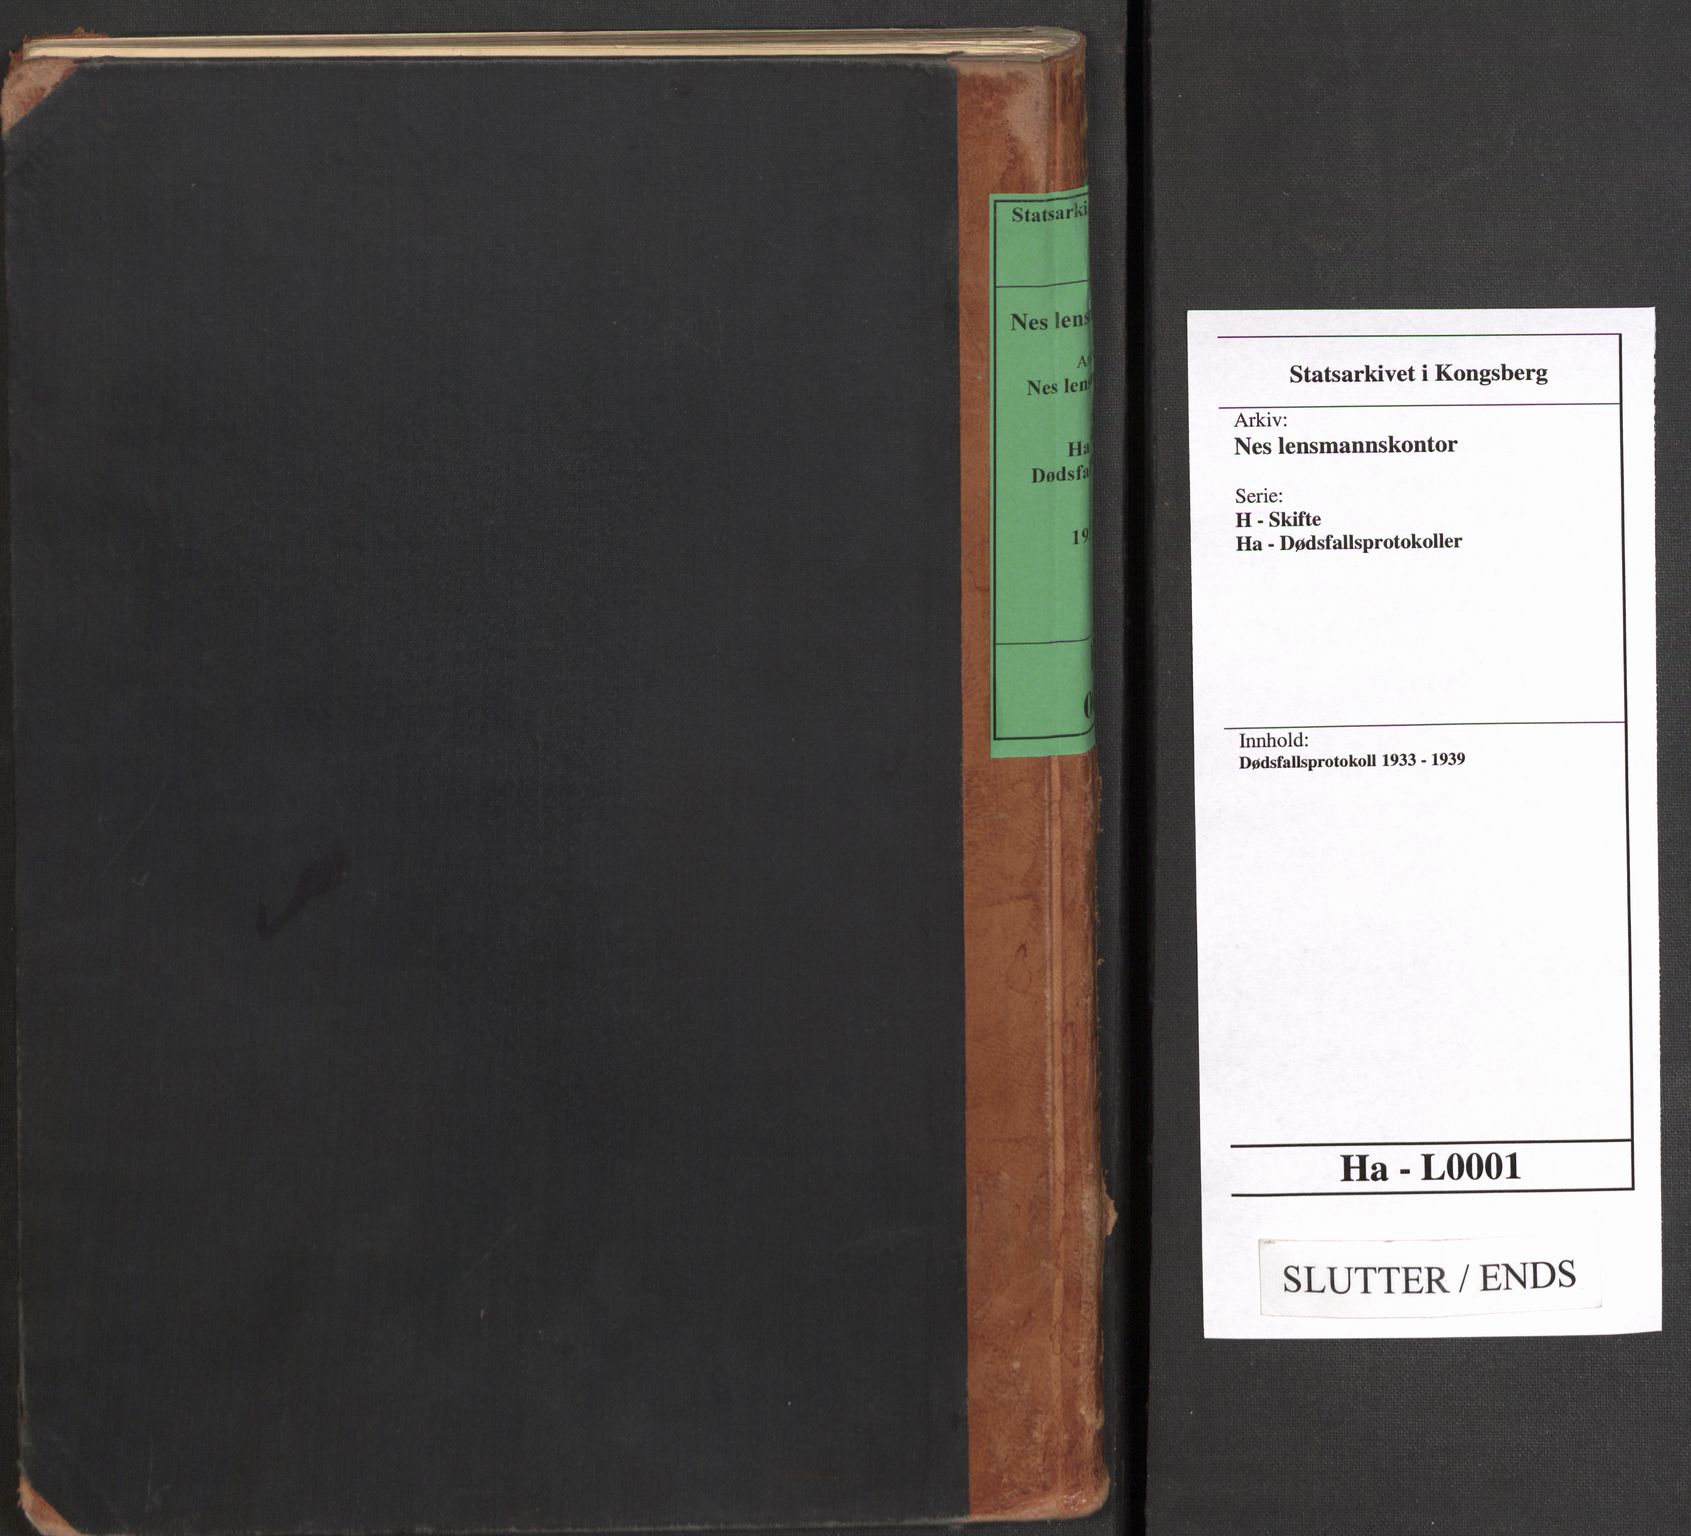 Statsarki
Nes lens
Nes len
Ha
Dødsfal
19
Statsarkivet i Kongsberg
Arkiv:
Nes lensmannskontor
Serie:
H - Skifte
Ha - Dødsfallsprotokoller
Innhold:
Dødsfallsprotokoll 1933 - 1939
Ha - L0001
SLUTTER / ENDS